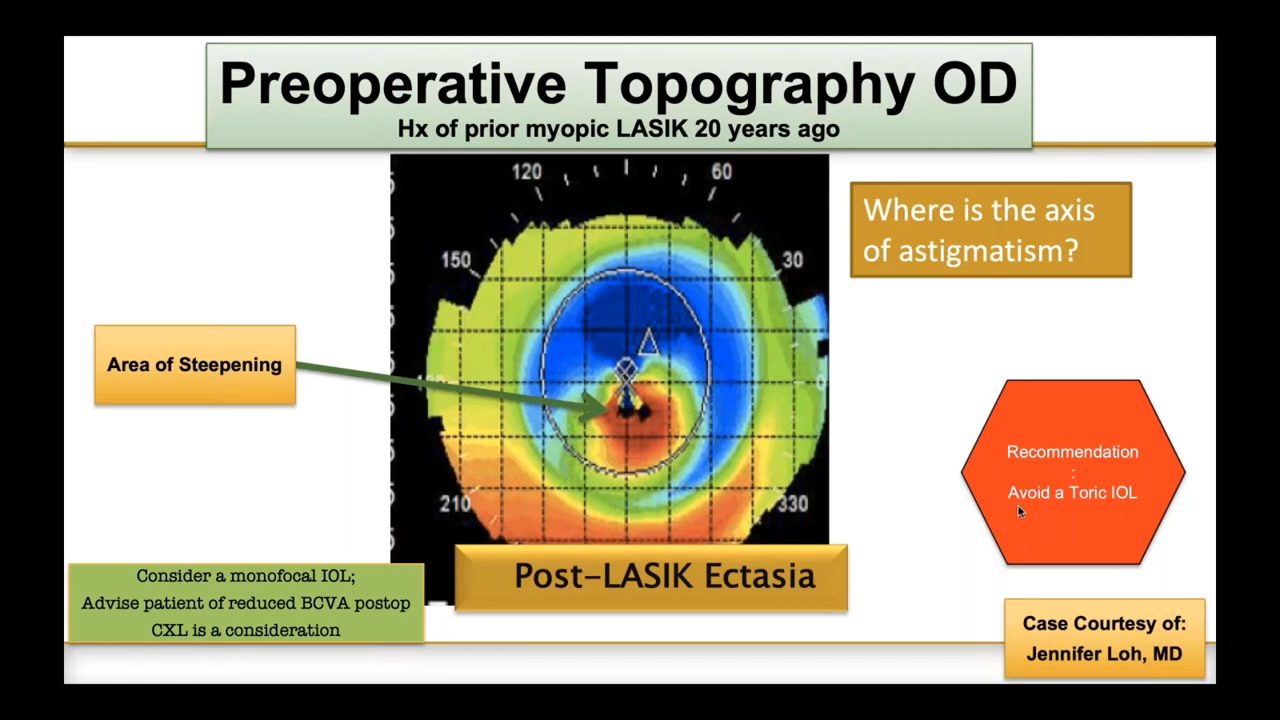 Preoperative Topography OD
Hx of prior myopic LASIK 20 years ago
120
60
Where is the axis
of astigmatism?
150
30
Area of Steepening
0
210
330
Recommendation
:
Avoid a Toric IOL
Post-LASIK Ectasia
Consider a monofocal IOL;
Advise patient of reduced BCVA postop
CXL is a consideration
Case Courtesy of:
Jennifer Loh, MD